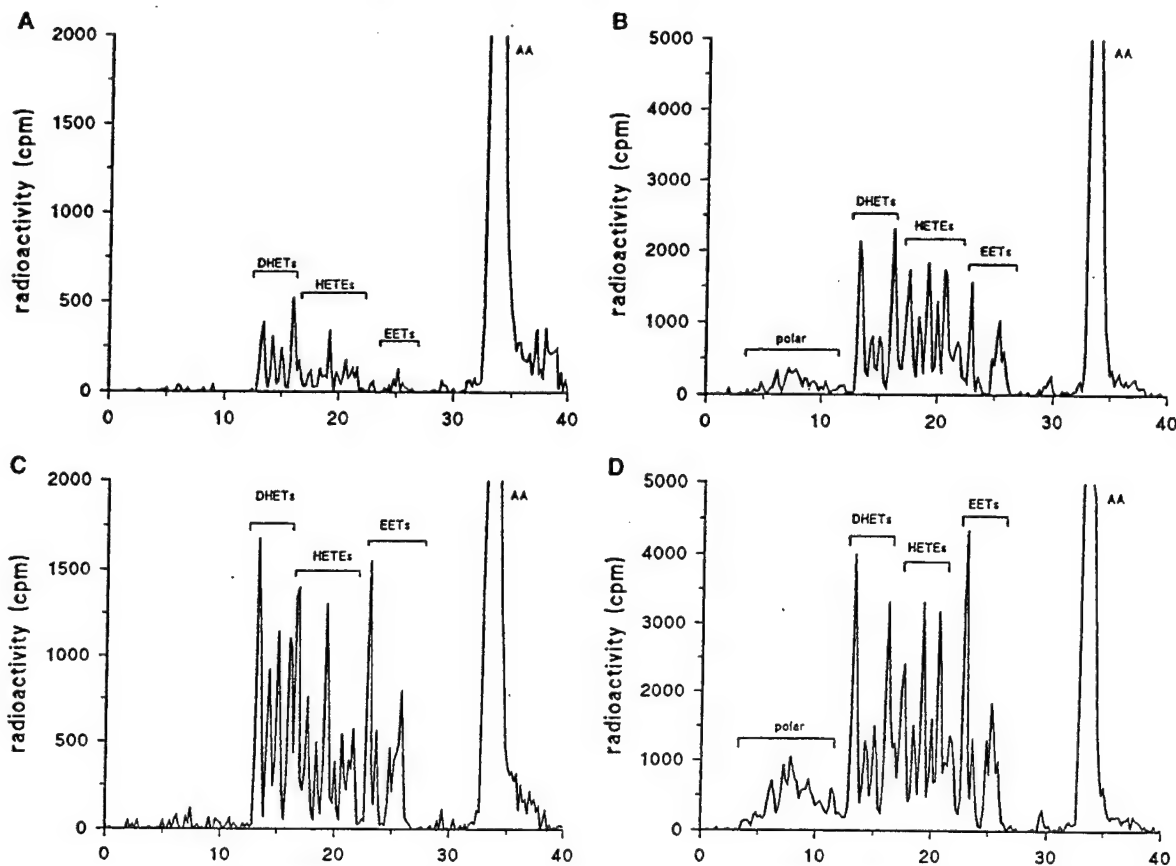 A
radioactivity (cpm)
2000
1500
1000
500
0
AA
DHETs
HETEs
EETs
0 10 20 30 40
B
radioactivity (cpm)
5000
4000
3000
2000
1000
0
AA
DHETs
HETEs
EETs
polar
0 10 20 30 40
C
radioactivity (cpm)
2000
1500
1000
500
0
AA
DHETs
HETEs
EETs
0 10 20 30 40
D
radioactivity (cpm)
5000
4000
3000
2000
1000
0
AA
DHETs
HETEs
EETs
polar
0 10 20 30 40